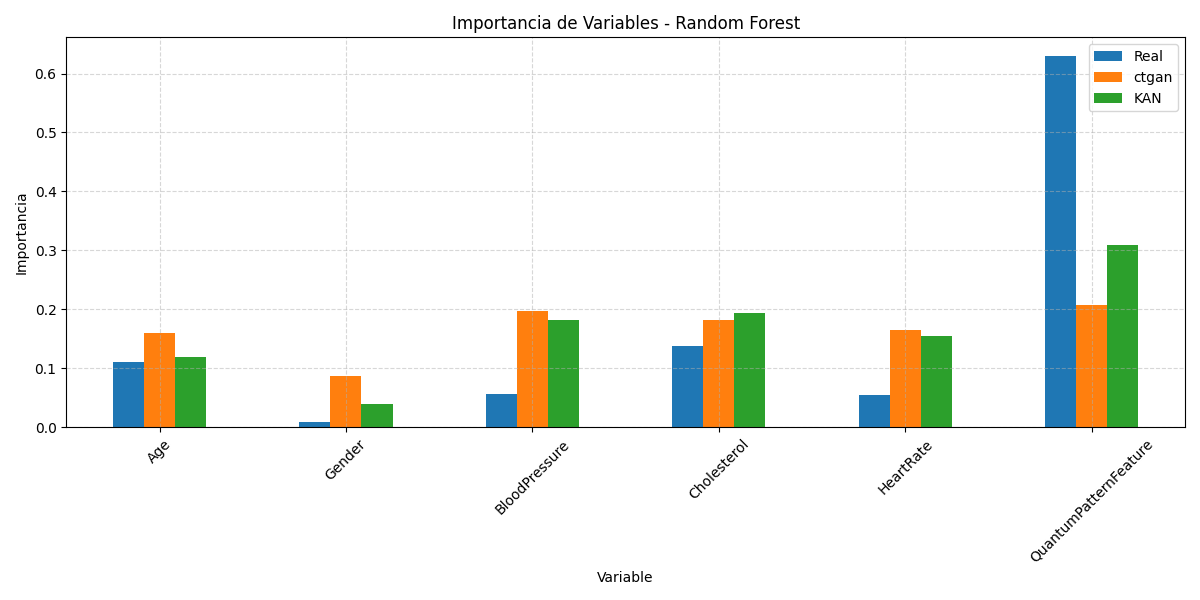 Importancia de Variables - Random Forest
Real
ctgan
KAN
Importancia
0.6
0.5
0.4
0.3
0.2
0.1
0.0
Age
Gender
BloodPressure
Cholesterol
HeartRate
QuantumPatternFeature
Variable